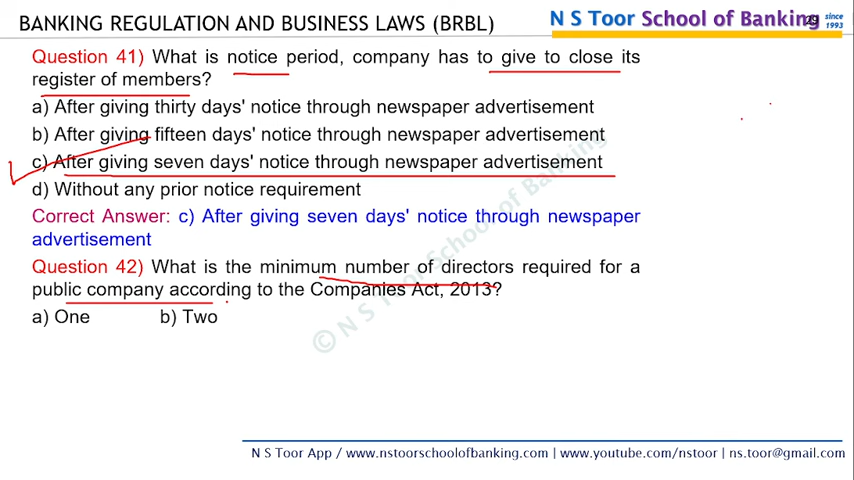 BANKING REGULATION AND BUSINESS LAWS (BRBL)
N S Toor School of Banking since 1993
29
Question 41) What is notice period, company has to give to close its
register of members?
a) After giving thirty days' notice through newspaper advertisement
b) After giving fifteen days' notice through newspaper advertisement
c) After giving seven days' notice through newspaper advertisement
d) Without any prior notice requirement
Correct Answer: c) After giving seven days' notice through newspaper
advertisement
Question 42) What is the minimum number of directors required for a
public company according to the Companies Act, 2013?
a) One b) Two
© N S Toor School of Banking
N S Toor App / www.nstoorschoolofbanking.com | www.youtube.com/nstoor | ns.toor@gmail.com